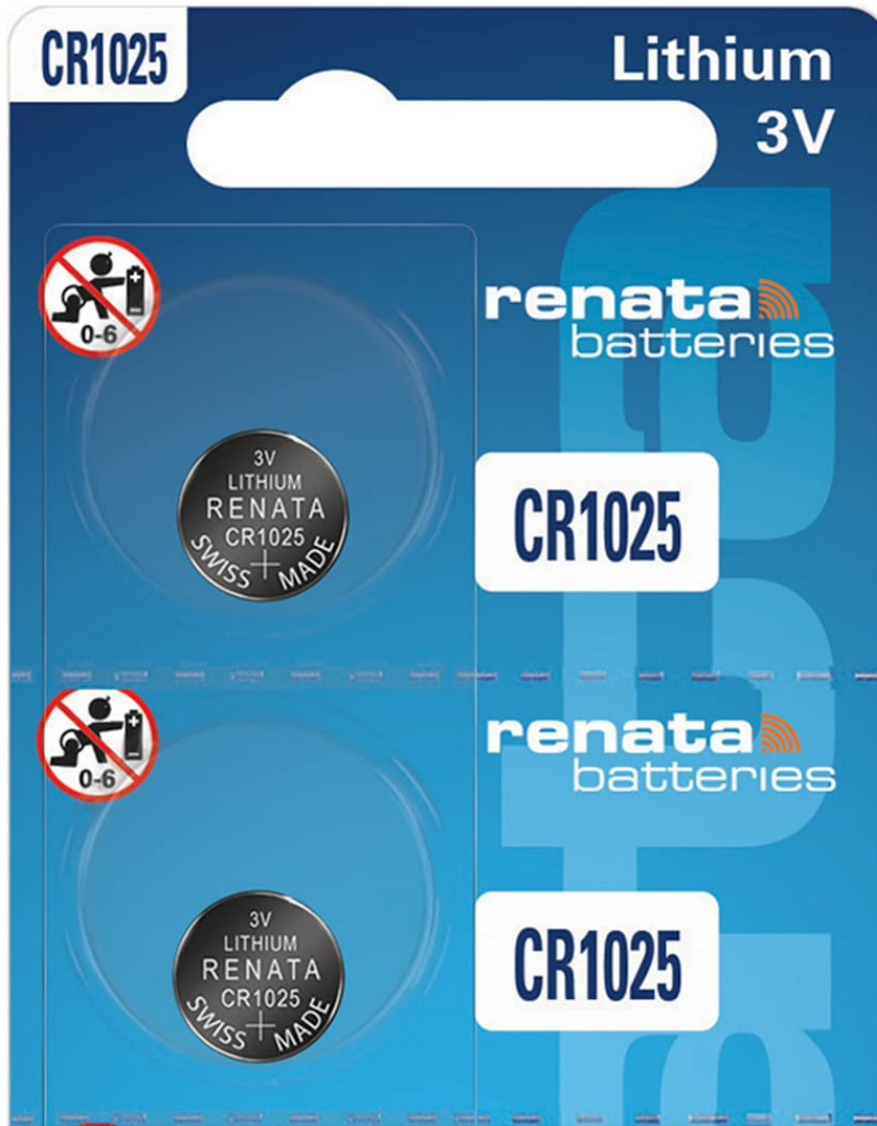 CR1025
Lithium
3V
0-6
renata
batteries
3V
LITHIUM
RENATA
CR1025
SWISS + MADE
CR1025
0-6
renata
batteries
3V
LITHIUM
RENATA
CR1025
SWISS + MADE
CR1025